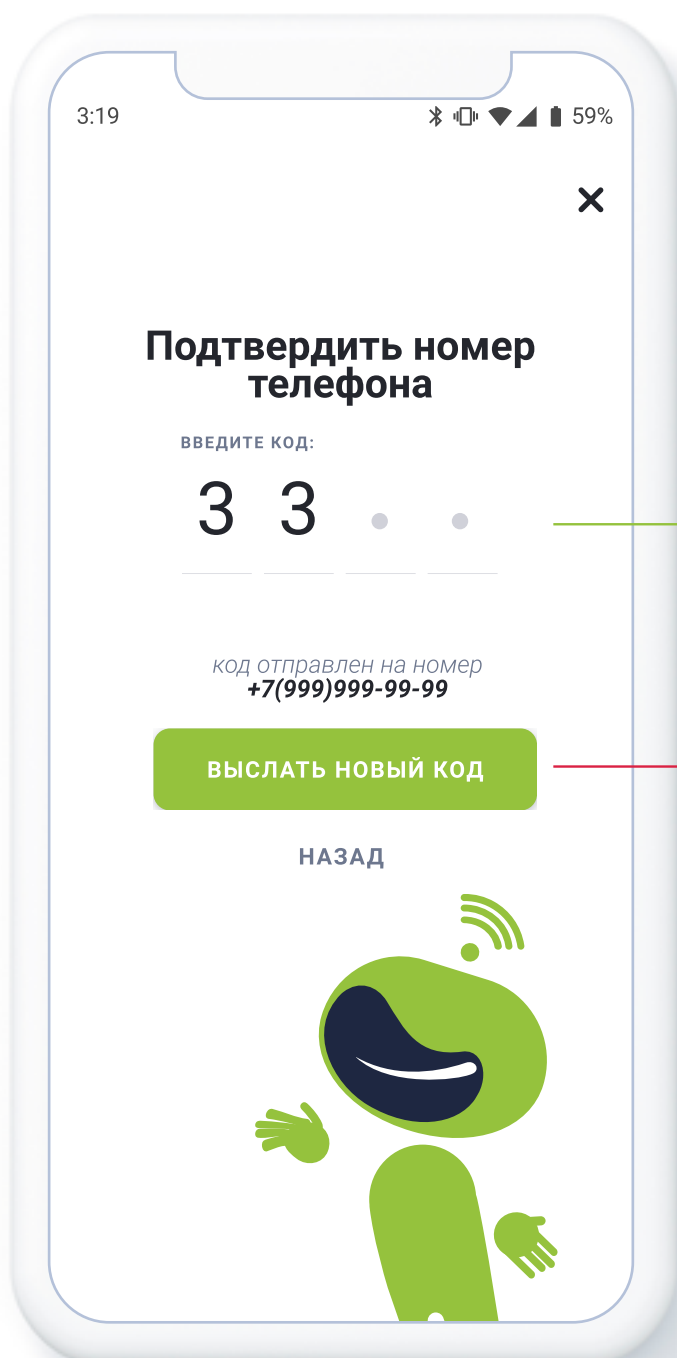 3:19 59%
Подтвердить номер
телефона
ВВЕДИТЕ КОД:
3 3
код отправлен на номер
+7(999)999-99-99
ВЫСЛАТЬ НОВЫЙ КОД
НАЗАД